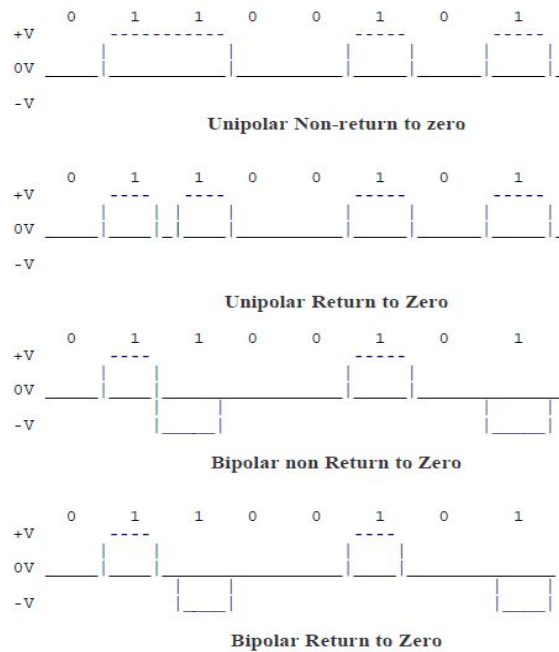 0 1 1 0 0 1 0 1
+V
0V
-V
Unipolar Non-return to zero
0 1 1 0 0 1 0 1
+V
0V
-V
Unipolar Return to Zero
0 1 1 0 0 1 0 1
+V
0V
-V
Bipolar non Return to Zero
0 1 1 0 0 1 0 1
+V
0V
-V
Bipolar Return to Zero